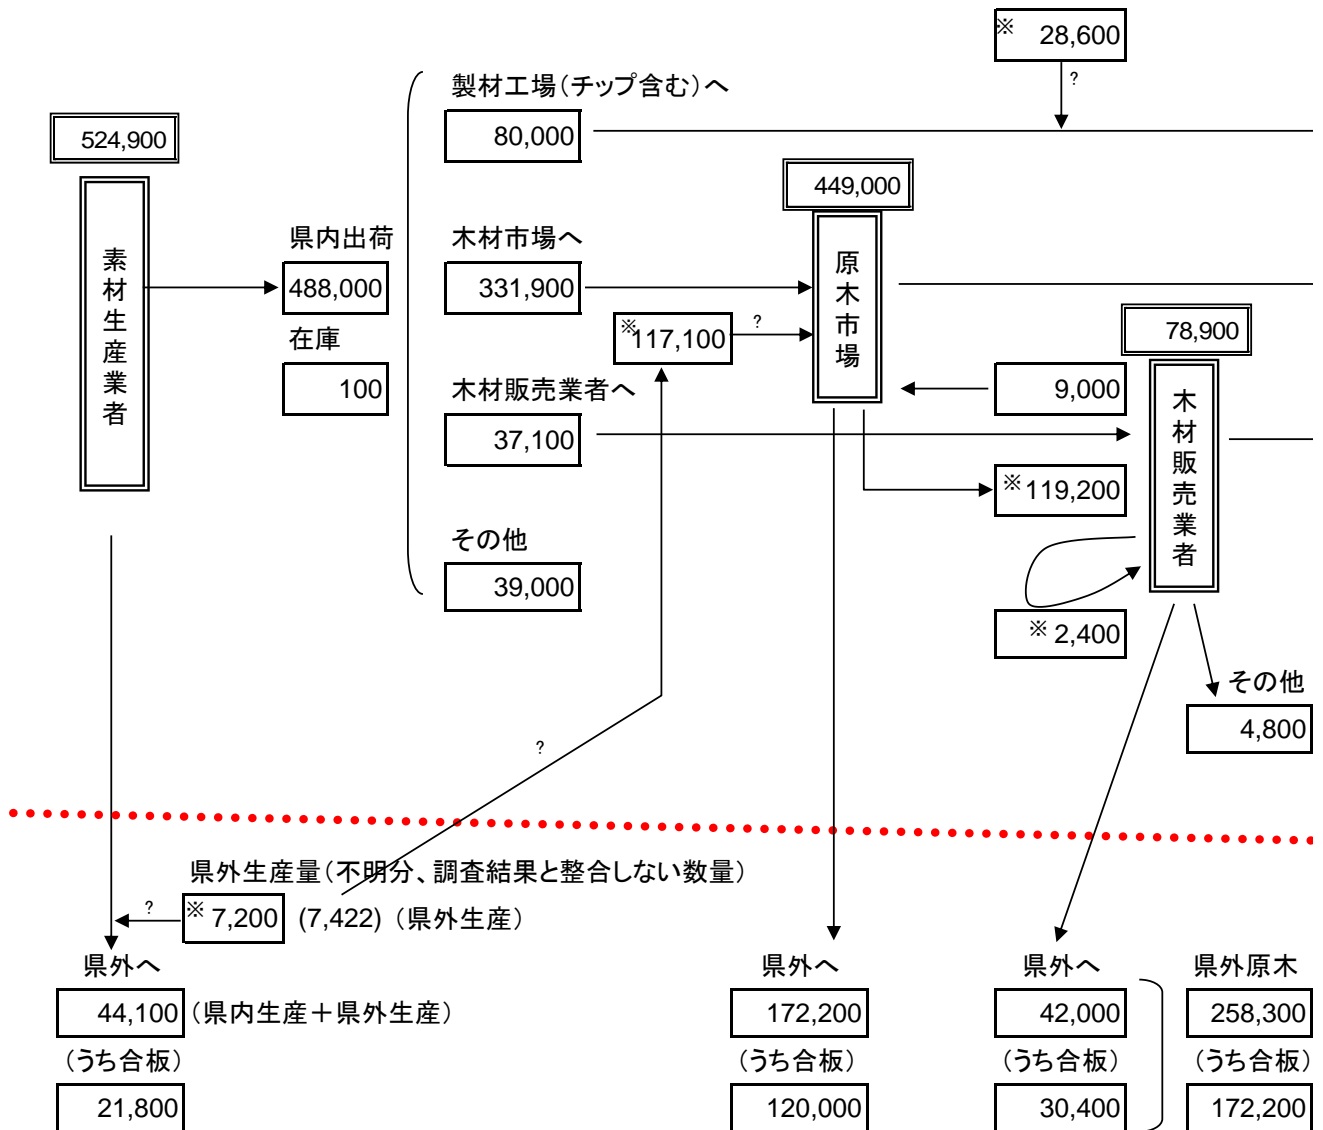 ※ 28,600
?
製材工場(チップ含む)へ
80,000
524,900
449,000
素材生産業者
県内出荷
488,000
在庫
100
木材市場へ
331,900
原木市場
※117,100
?
78,900
9,000
木材販売業者へ
37,100
木材販売業者
※119,200
その他
39,000
※ 2,400
その他
4,800
?
県外生産量(不明分、調査結果と整合しない数量)
?
※ 7,200 (7,422) (県外生産)
県外へ
44,100 (県内生産+県外生産)
(うち合板)
21,800
県外へ
172,200
(うち合板)
120,000
県外へ
42,000
(うち合板)
30,400
県外原木
258,300
(うち合板)
172,200